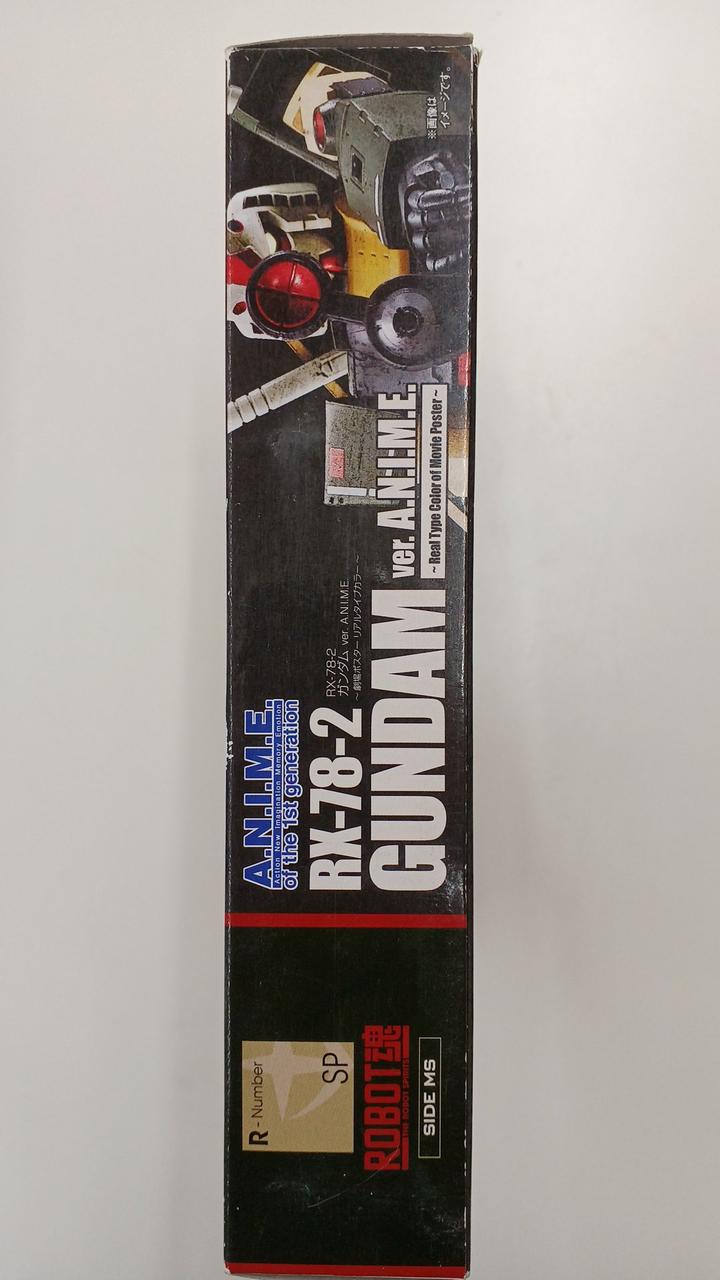 R - Number
SP
ROBOT魂
THE ROBOT SPIRITS
SIDE MS
A.N.I.M.E.
Action New Imagination Memory Emotion
of the 1st generation
RX-78-2
ガンダム ver. A.N.I.M.E.
～劇場ポスター リアルタイプカラー～
RX-78-2
GUNDAM
ver. A.N.I.M.E.
~ Real Type Color of Movie Poster ~
※画像は
イメージです。